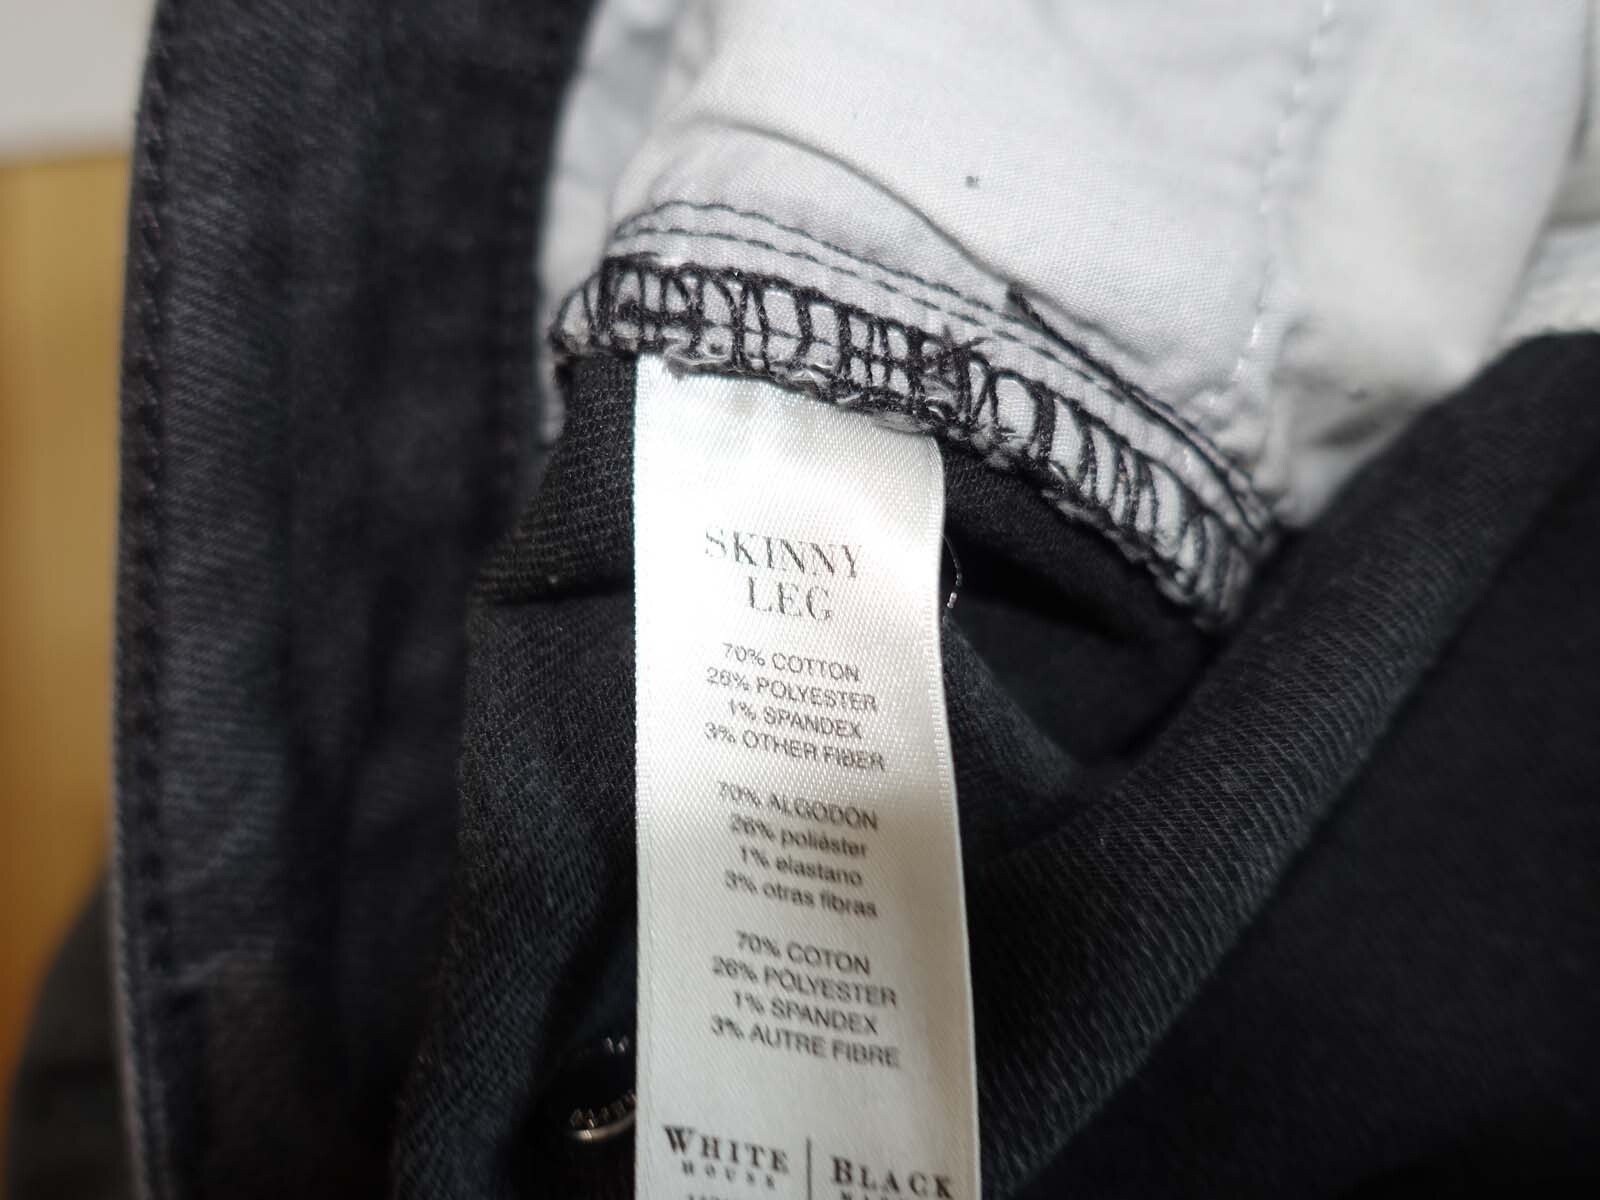 SKINNY
LEG
70% COTTON
26% POLYESTER
1% SPANDEX
3% OTHER FIBER
70% ALGODÓN
26% poliéster
1% elastano
3% otras fibras
70% COTON
26% POLYESTER
1% SPANDEX
3% AUTRE FIBRE
WHITE BLACK
HOUSE